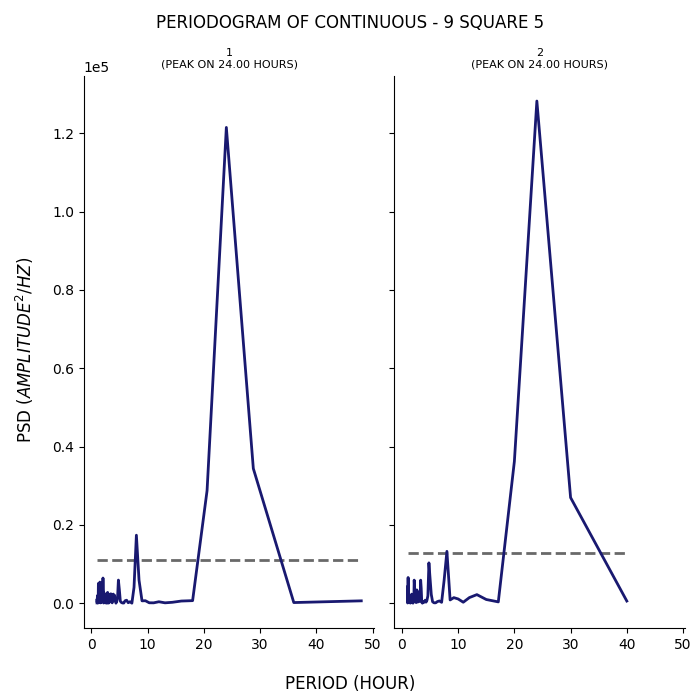 PERIODOGRAM OF CONTINUOUS - 9 SQUARE 5
1
(PEAK ON 24.00 HOURS)
2
(PEAK ON 24.00 HOURS)
1e5
1.2
1.0
0.8
0.6
0.4
0.2
0.0
PSD (AMPLITUDE²/HZ)
0 10 20 30 40 50
0 10 20 30 40 50
PERIOD (HOUR)